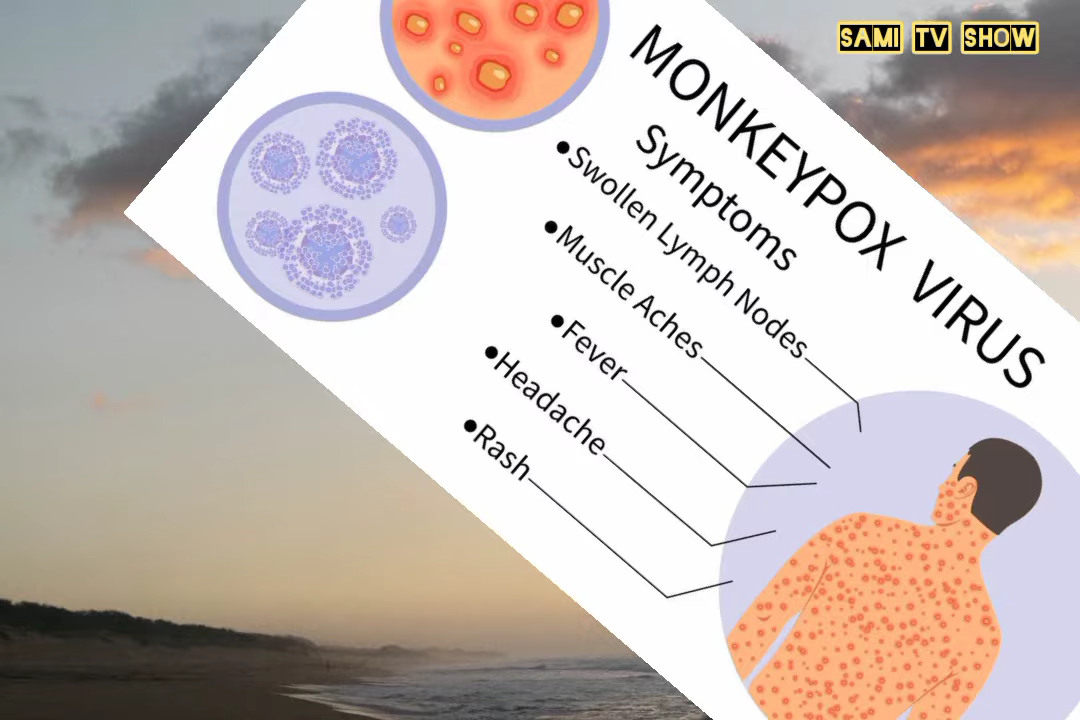 SAMI TV SHOW
MONKEYPOX VIRUS
Symptoms
•Swollen Lymph Nodes
•Muscle Aches
•Fever
•Headache
•Rash